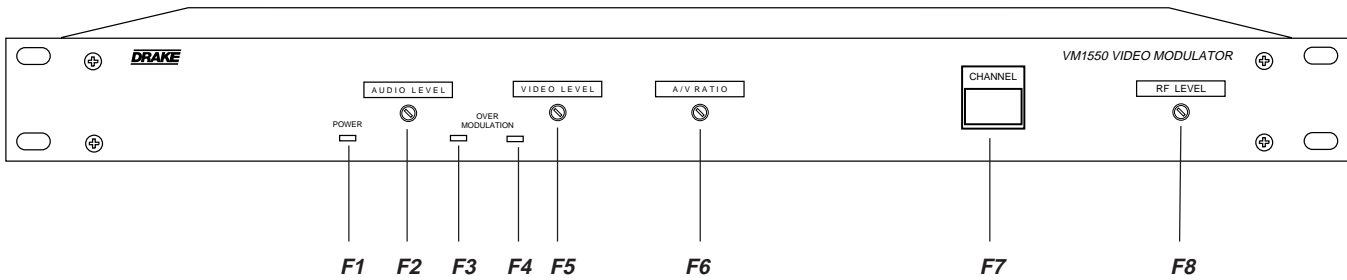 DRAKE
VM1550 VIDEO MODULATOR
AUDIO LEVEL
VIDEO LEVEL
A/V RATIO
CHANNEL
RF LEVEL
POWER
OVER
MODULATION
F1 F2 F3 F4 F5 F6 F7 F8